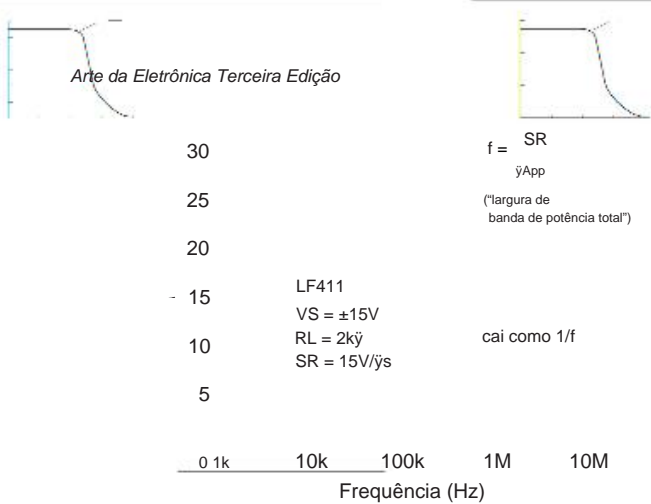 Arte da Eletrônica Terceira Edição
30
f = SR
ÿApp
25
(“largura de
banda de potência total”)
20
15
LF411
VS = ±15V
10
RL = 2kÿ
cai como 1/f
SR = 15V/ÿs
5
0 1k 10k 100k 1M 10M
Frequência (Hz)